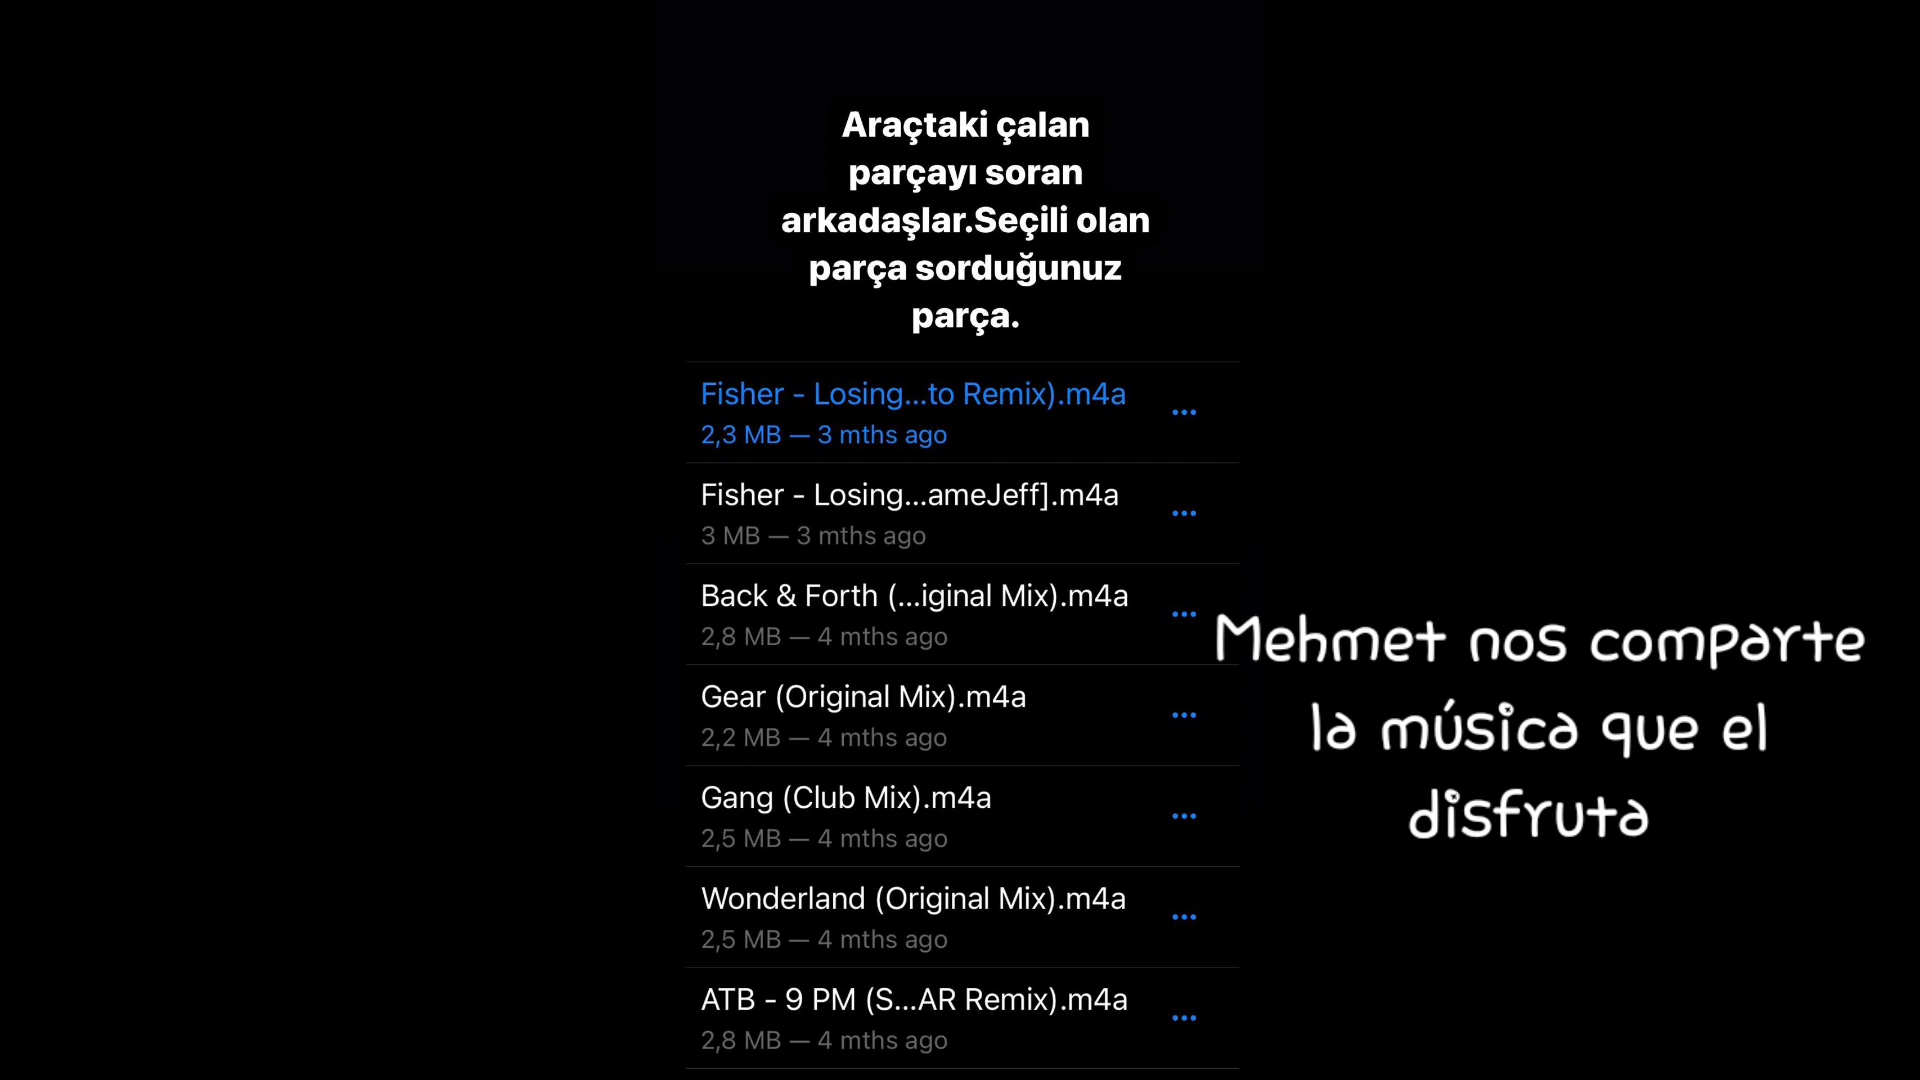 Araçtaki çalan
parçayı soran
arkadaşlar.Seçili olan
parça sorduğunuz
parça.
Fisher - Losing...to Remix).m4a
2,3 MB — 3 mths ago
Fisher - Losing...ameJeff].m4a
3 MB — 3 mths ago
Back & Forth (...iginal Mix).m4a
2,8 MB — 4 mths ago
Gear (Original Mix).m4a
2,2 MB — 4 mths ago
Gang (Club Mix).m4a
2,5 MB — 4 mths ago
Wonderland (Original Mix).m4a
2,5 MB — 4 mths ago
ATB - 9 PM (S...AR Remix).m4a
2,8 MB — 4 mths ago
Mehmet nos comparte
la música que el
disfruta